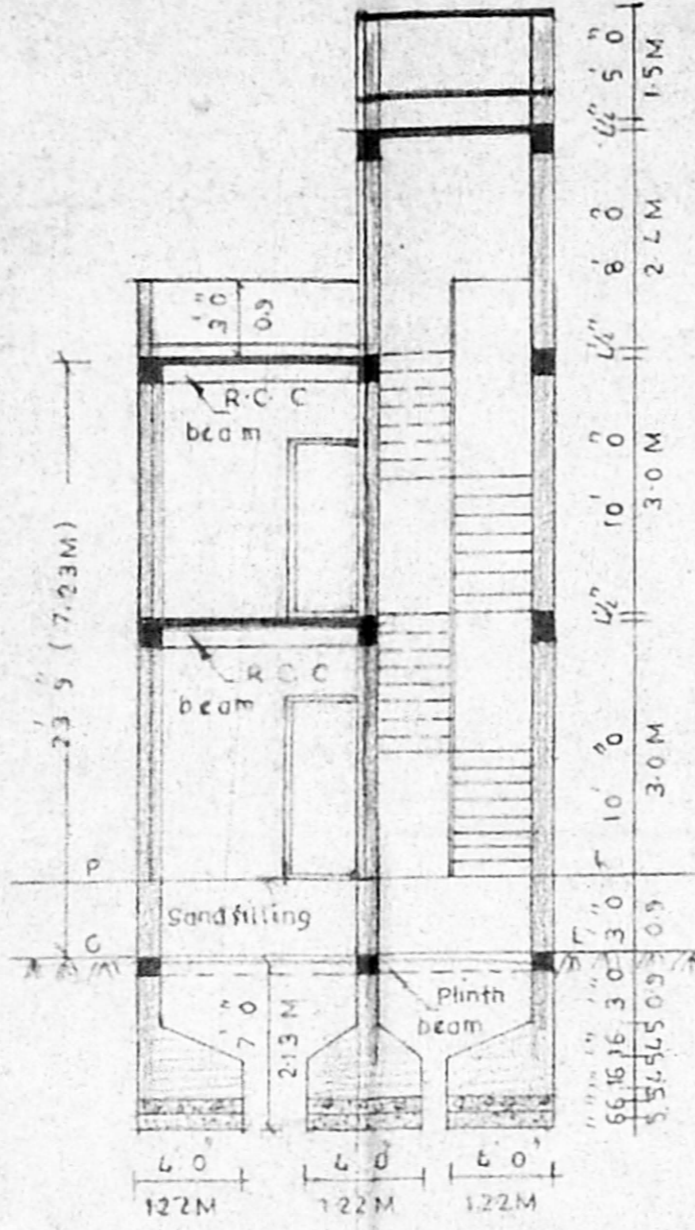 5' 0"
1.5M
4½"
8' 0
2.4M
4½"
3' 0"
0.9
R.C.C
beam
10' 0"
3.0 M
23' 9" (7.23M)
4½"
R.C.C
beam
10' 0"
3.0M
P
Sand filling
3' 0"
0.9
G
L
Plinth
beam
3' 0"
0.9
7' 0"
2.13 M
4' 0"
4' 0"
4' 0"
1.22M
1.22M
1.22M